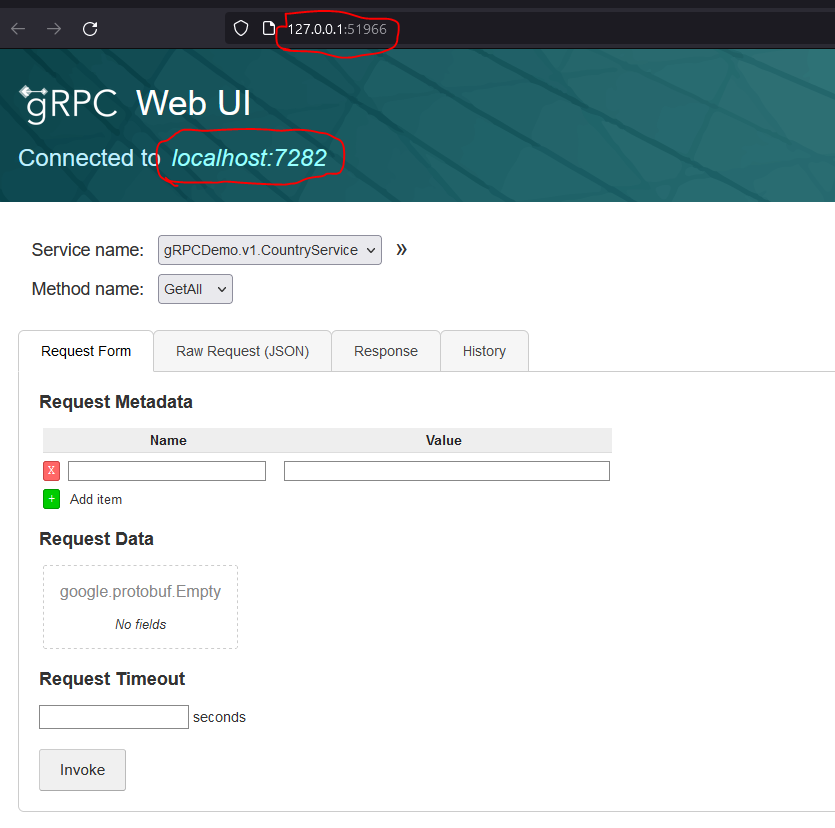 127.0.0.1:51966
gRPC Web UI
Connected to localhost:7282
Service name: gRPCDemo.v1.CountryService »
Method name: GetAll
Request Form Raw Request (JSON) Response History
Request Metadata
Name Value
X
+ Add item
Request Data
google.protobuf.Empty
No fields
Request Timeout
seconds
Invoke